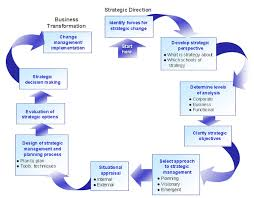 Strategic Direction
Business
Transformation
Identify forces for
strategic change
Start
here
Develop strategic
perspective
• What is strategy about
• Which schools of
strategy
Determine levels
of analysis
• Corporate
• Business
• Functional
Clarify strategic
objectives
Select approach to
strategic management
• Planning
• Visionary
• Emergent
Situational
appraisal
• Internal
• External
Design of strategic
management and
planning process
• Plan to plan
• Tools: techniques
Evaluation of
strategic options
Strategic
decision making
Change
management/
implementation